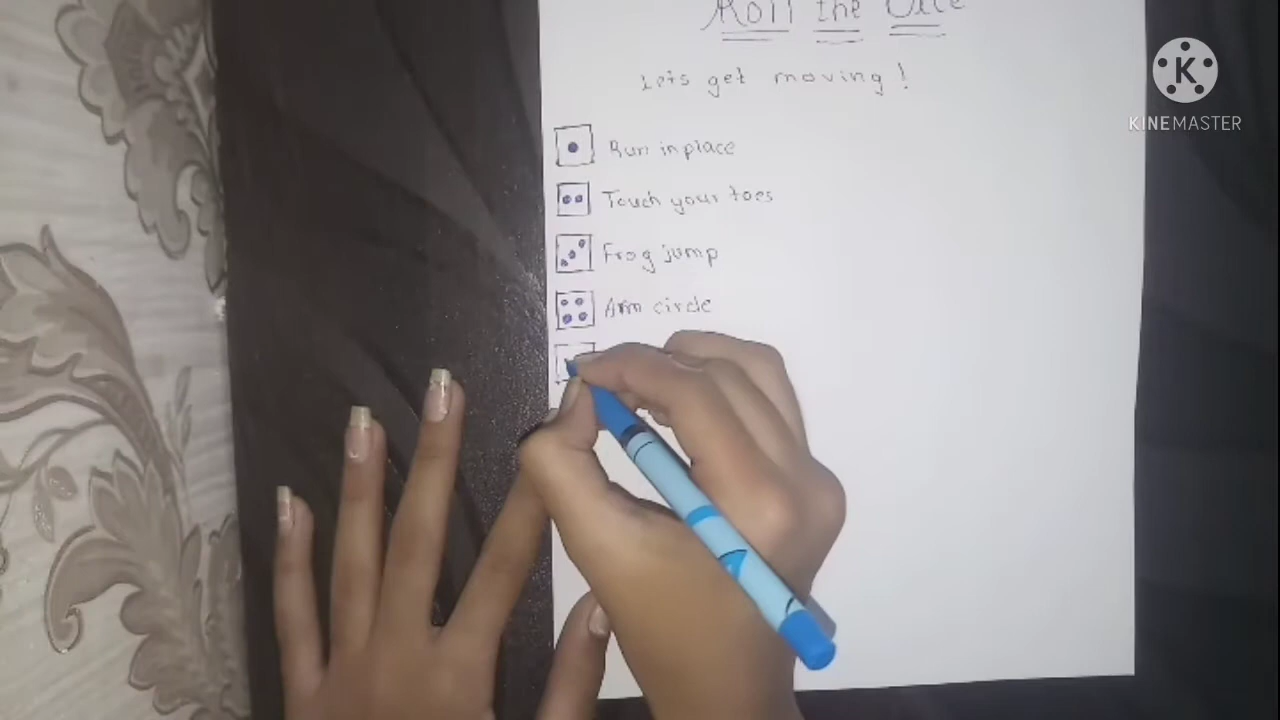 Roll the Dice
Lets get moving!
KINEMASTER
Run in place
Touch your toes
Frog jump
Arm circle